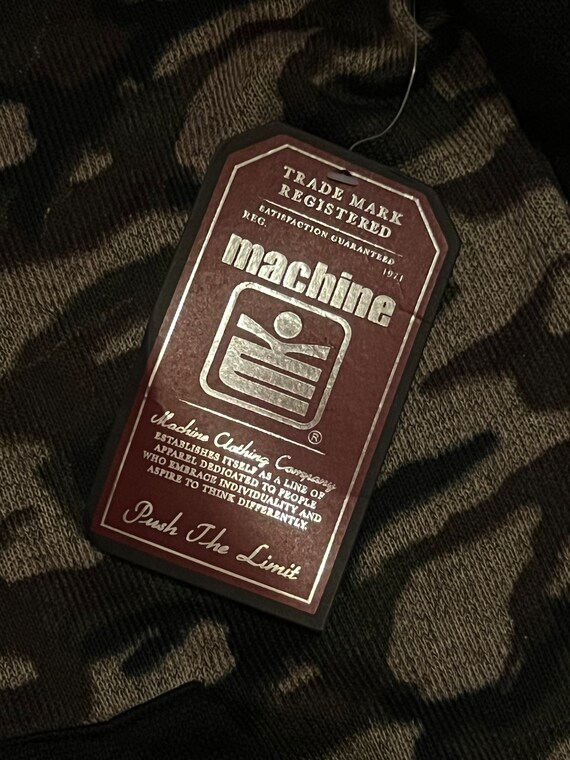 TRADE MARK
REGISTERED
SATISFACTION GUARANTEED
REG.
1971
machine
®
Machine Clothing Company
ESTABLISHES ITSELF AS A LINE OF
APPAREL DEDICATED TO PEOPLE
WHO EMBRACE INDIVIDUALITY AND
ASPIRE TO THINK DIFFERENTLY.
Push The Limit